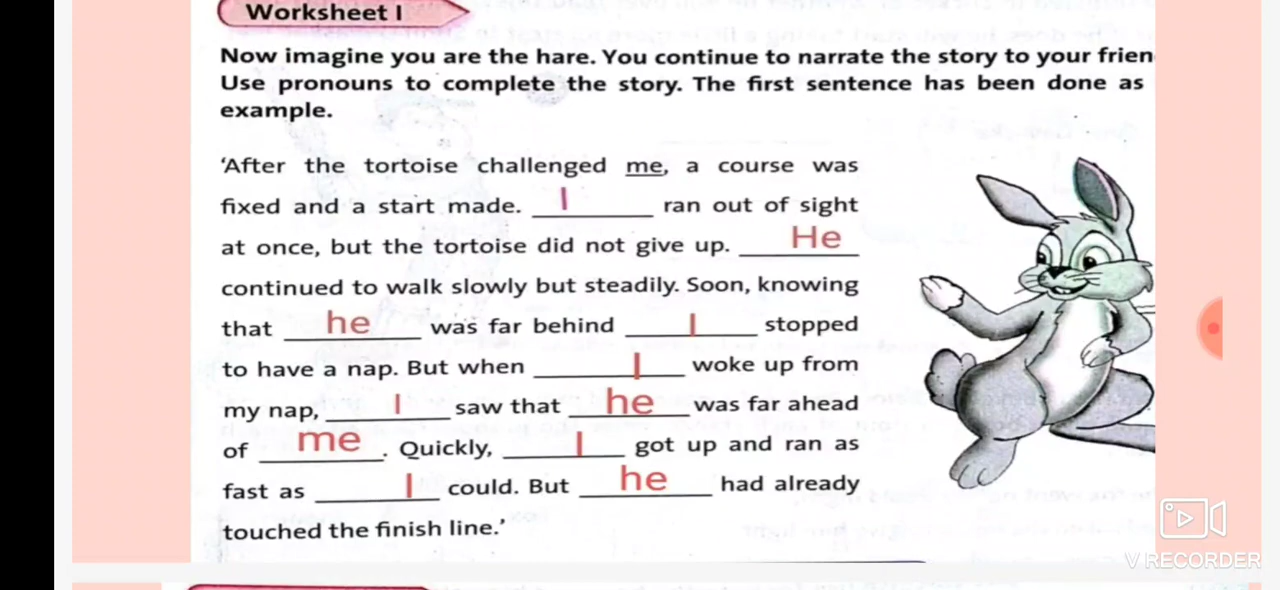 Worksheet I
Now imagine you are the hare. You continue to narrate the story to your frien
Use pronouns to complete the story. The first sentence has been done as
example.
‘After the tortoise challenged me, a course was
fixed and a start made. I ran out of sight
at once, but the tortoise did not give up. He
continued to walk slowly but steadily. Soon, knowing
that he was far behind I stopped
to have a nap. But when I woke up from
my nap, I saw that he was far ahead
of me. Quickly, I got up and ran as
fast as I could. But he had already
touched the finish line.’
V RECORDER